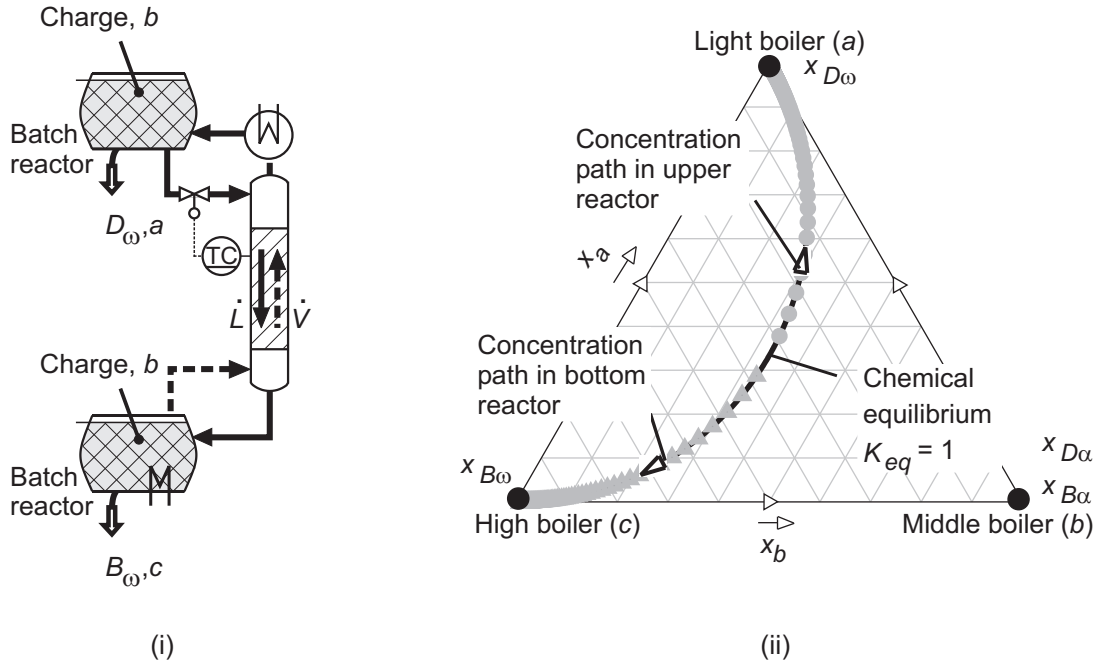 Charge, b
Batch
reactor
D_ω,a
TC
L̇
V̇
Charge, b
Batch
reactor
M
B_ω,c
(i)
Light boiler (a)
x_Dω
Concentration
path in upper
reactor
x_a
Concentration
path in bottom
reactor
Chemical
equilibrium
K_eq = 1
x_Dα
x_Bω
x_Bα
High boiler (c)
Middle boiler (b)
x_b
(ii)